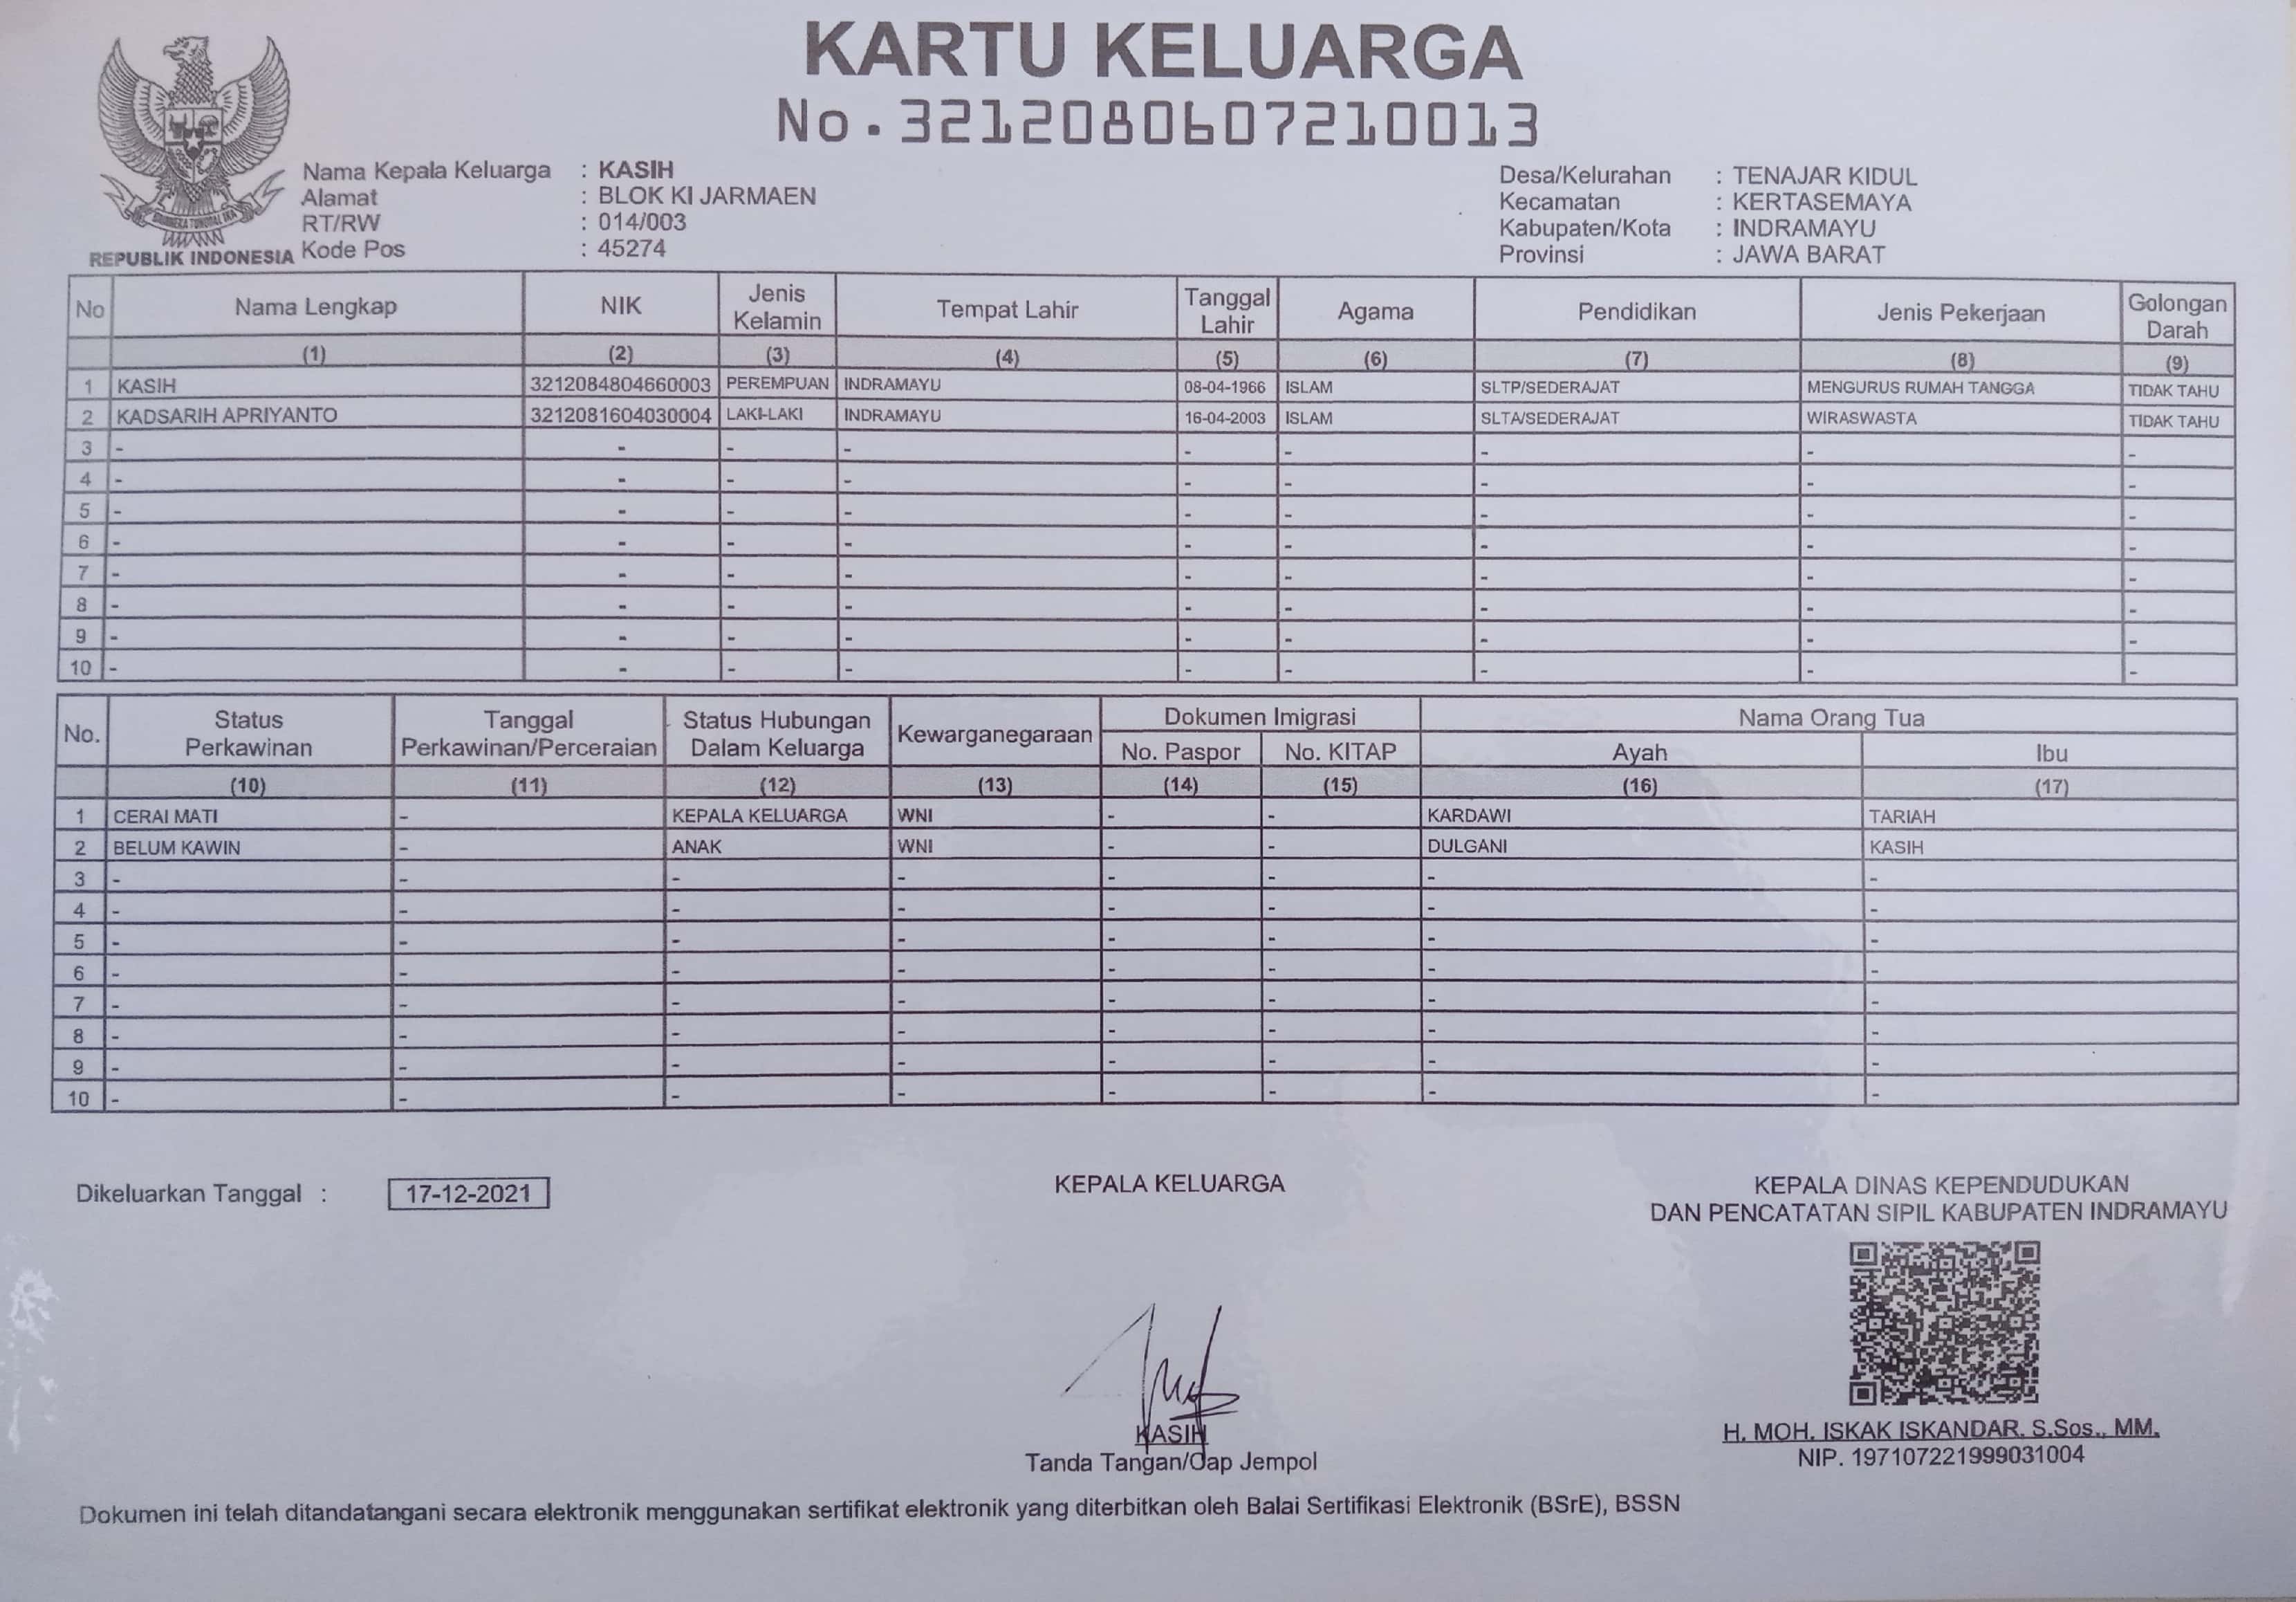 KARTU KELUARGA
No. 3212080607210013
REPUBLIK INDONESIA
Nama Kepala Keluarga : KASIH
Alamat : BLOK KI JARMAEN
RT/RW : 014/003
Kode Pos : 45274
Desa/Kelurahan : TENAJAR KIDUL
Kecamatan : KERTASEMAYA
Kabupaten/Kota : INDRAMAYU
Provinsi : JAWA BARAT
No Nama Lengkap NIK Jenis Kelamin Tempat Lahir Tanggal Lahir Agama Pendidikan Jenis Pekerjaan Golongan Darah
(1) (2) (3) (4) (5) (6) (7) (8) (9)
1 KASIH 3212084804660003 PEREMPUAN INDRAMAYU 08-04-1966 ISLAM SLTP/SEDERAJAT MENGURUS RUMAH TANGGA TIDAK TAHU
2 KADSARIH APRIYANTO 3212081604030004 LAKI-LAKI INDRAMAYU 16-04-2003 ISLAM SLTA/SEDERAJAT WIRASWASTA TIDAK TAHU
3 - - - - - - - - -
4 - - - - - - - - -
5 - - - - - - - - -
6 - - - - - - - - -
7 - - - - - - - - -
8 - - - - - - - - -
9 - - - - - - - - -
10 - - - - - - - - -
No. Status Perkawinan Tanggal Perkawinan/Perceraian Status Hubungan Dalam Keluarga Kewarganegaraan Dokumen Imigrasi Nama Orang Tua
No. Paspor No. KITAP Ayah Ibu
(10) (11) (12) (13) (14) (15) (16) (17)
1 CERAI MATI - KEPALA KELUARGA WNI - - KARDAWI TARIAH
2 BELUM KAWIN - ANAK WNI - - DULGANI KASIH
3 - - - - - - - -
4 - - - - - - - -
5 - - - - - - - -
6 - - - - - - - -
7 - - - - - - - -
8 - - - - - - - -
9 - - - - - - - -
10 - - - - - - - -
Dikeluarkan Tanggal : 17-12-2021
KEPALA KELUARGA
KASIH
Tanda Tangan/Cap Jempol
KEPALA DINAS KEPENDUDUKAN
DAN PENCATATAN SIPIL KABUPATEN INDRAMAYU
H. MOH. ISKAK ISKANDAR. S.Sos., MM.
NIP. 197107221999031004
Dokumen ini telah ditandatangani secara elektronik menggunakan sertifikat elektronik yang diterbitkan oleh Balai Sertifikasi Elektronik (BSrE), BSSN